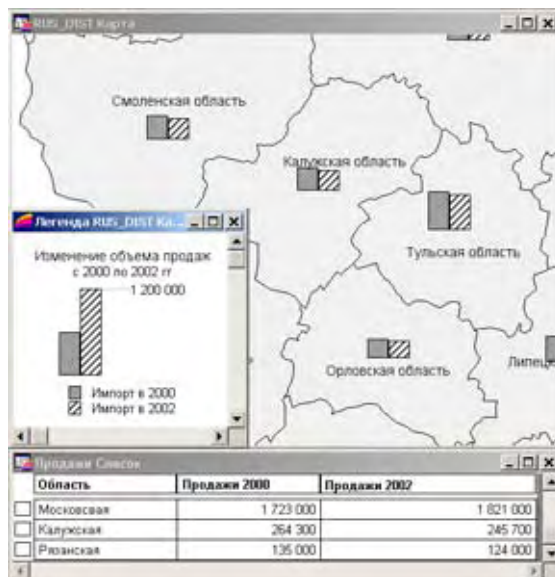 RUS_DIST Карта
Смоленская область
Калужская область
Тульская область
Орловская область
Липец
Легенда RUS_DIST Ка...
Изменение объема продаж
с 2000 по 2002 гг
1 200 000
Импорт в 2000
Импорт в 2002
Продажи Список
Область Продажи 2000 Продажи 2002
Московсвая 1 723 000 1 821 000
Калужская 264 300 245 700
Рязанская 135 000 124 000